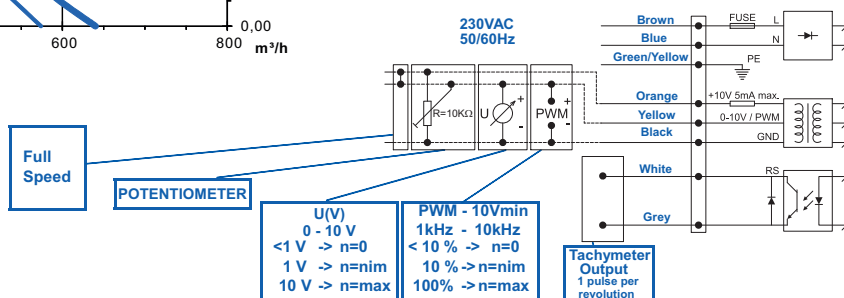 0,00
600
800
m³/h
230VAC
50/60Hz
Brown
FUSE
L
Blue
N
Green/Yellow
PE
Orange
+10V 5mA max.
Yellow
0-10V / PWM
Black
GND
R=10KΩ
U
+
-
PWM
+
-
White
RS
Grey
Full
Speed
POTENTIOMETER
U(V)
0 - 10 V
<1 V -> n=0
1 V -> n=nim
10 V -> n=max
PWM - 10Vmin
1kHz - 10kHz
< 10 % -> n=0
10 % -> n=nim
100% -> n=max
Tachymeter
Output
1 pulse per
revolution